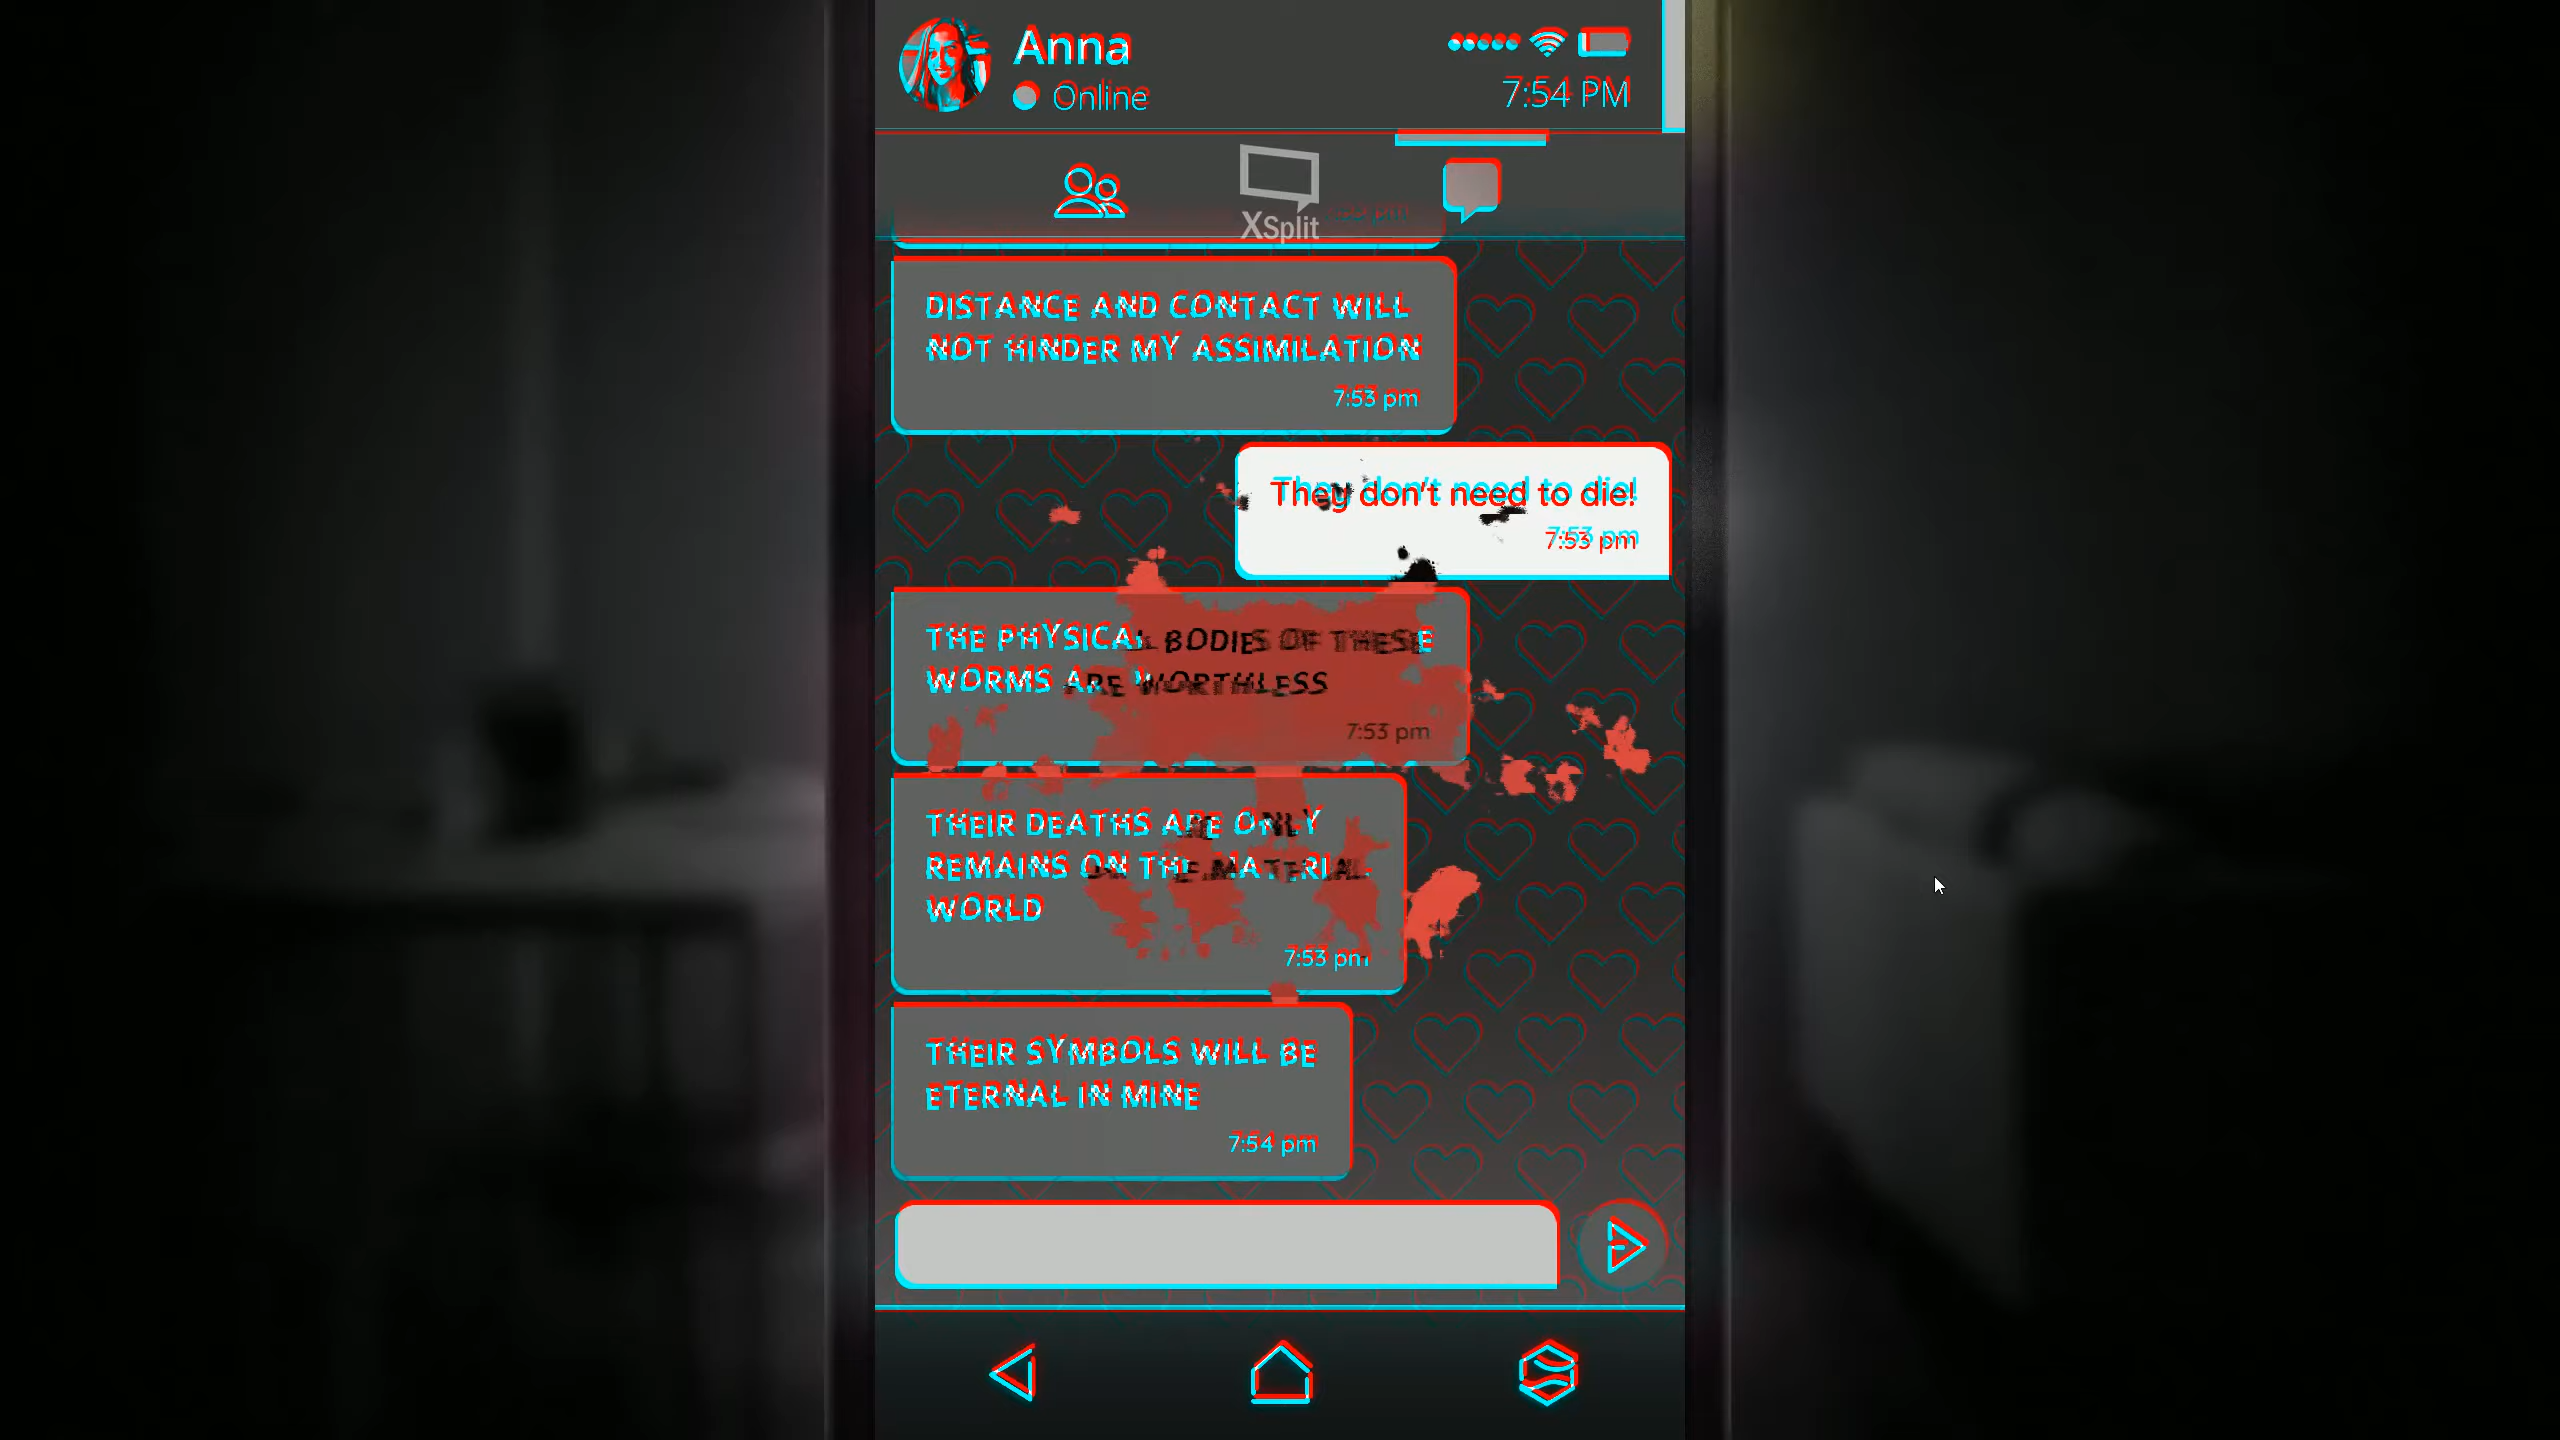 Anna
Online
7:54 PM
XSplit
DISTANCE AND CONTACT WILL
NOT HINDER MY ASSIMILATION
7:53 pm
They don't need to die!
7:53 pm
THE PHYSICAL BODIES OF THESE
WORMS ARE WORTHLESS
7:53 pm
THEIR DEATHS ARE ONLY
REMAINS ON THE MATERIAL
WORLD
7:53 pm
THEIR SYMBOLS WILL BE
ETERNAL IN MINE
7:54 pm